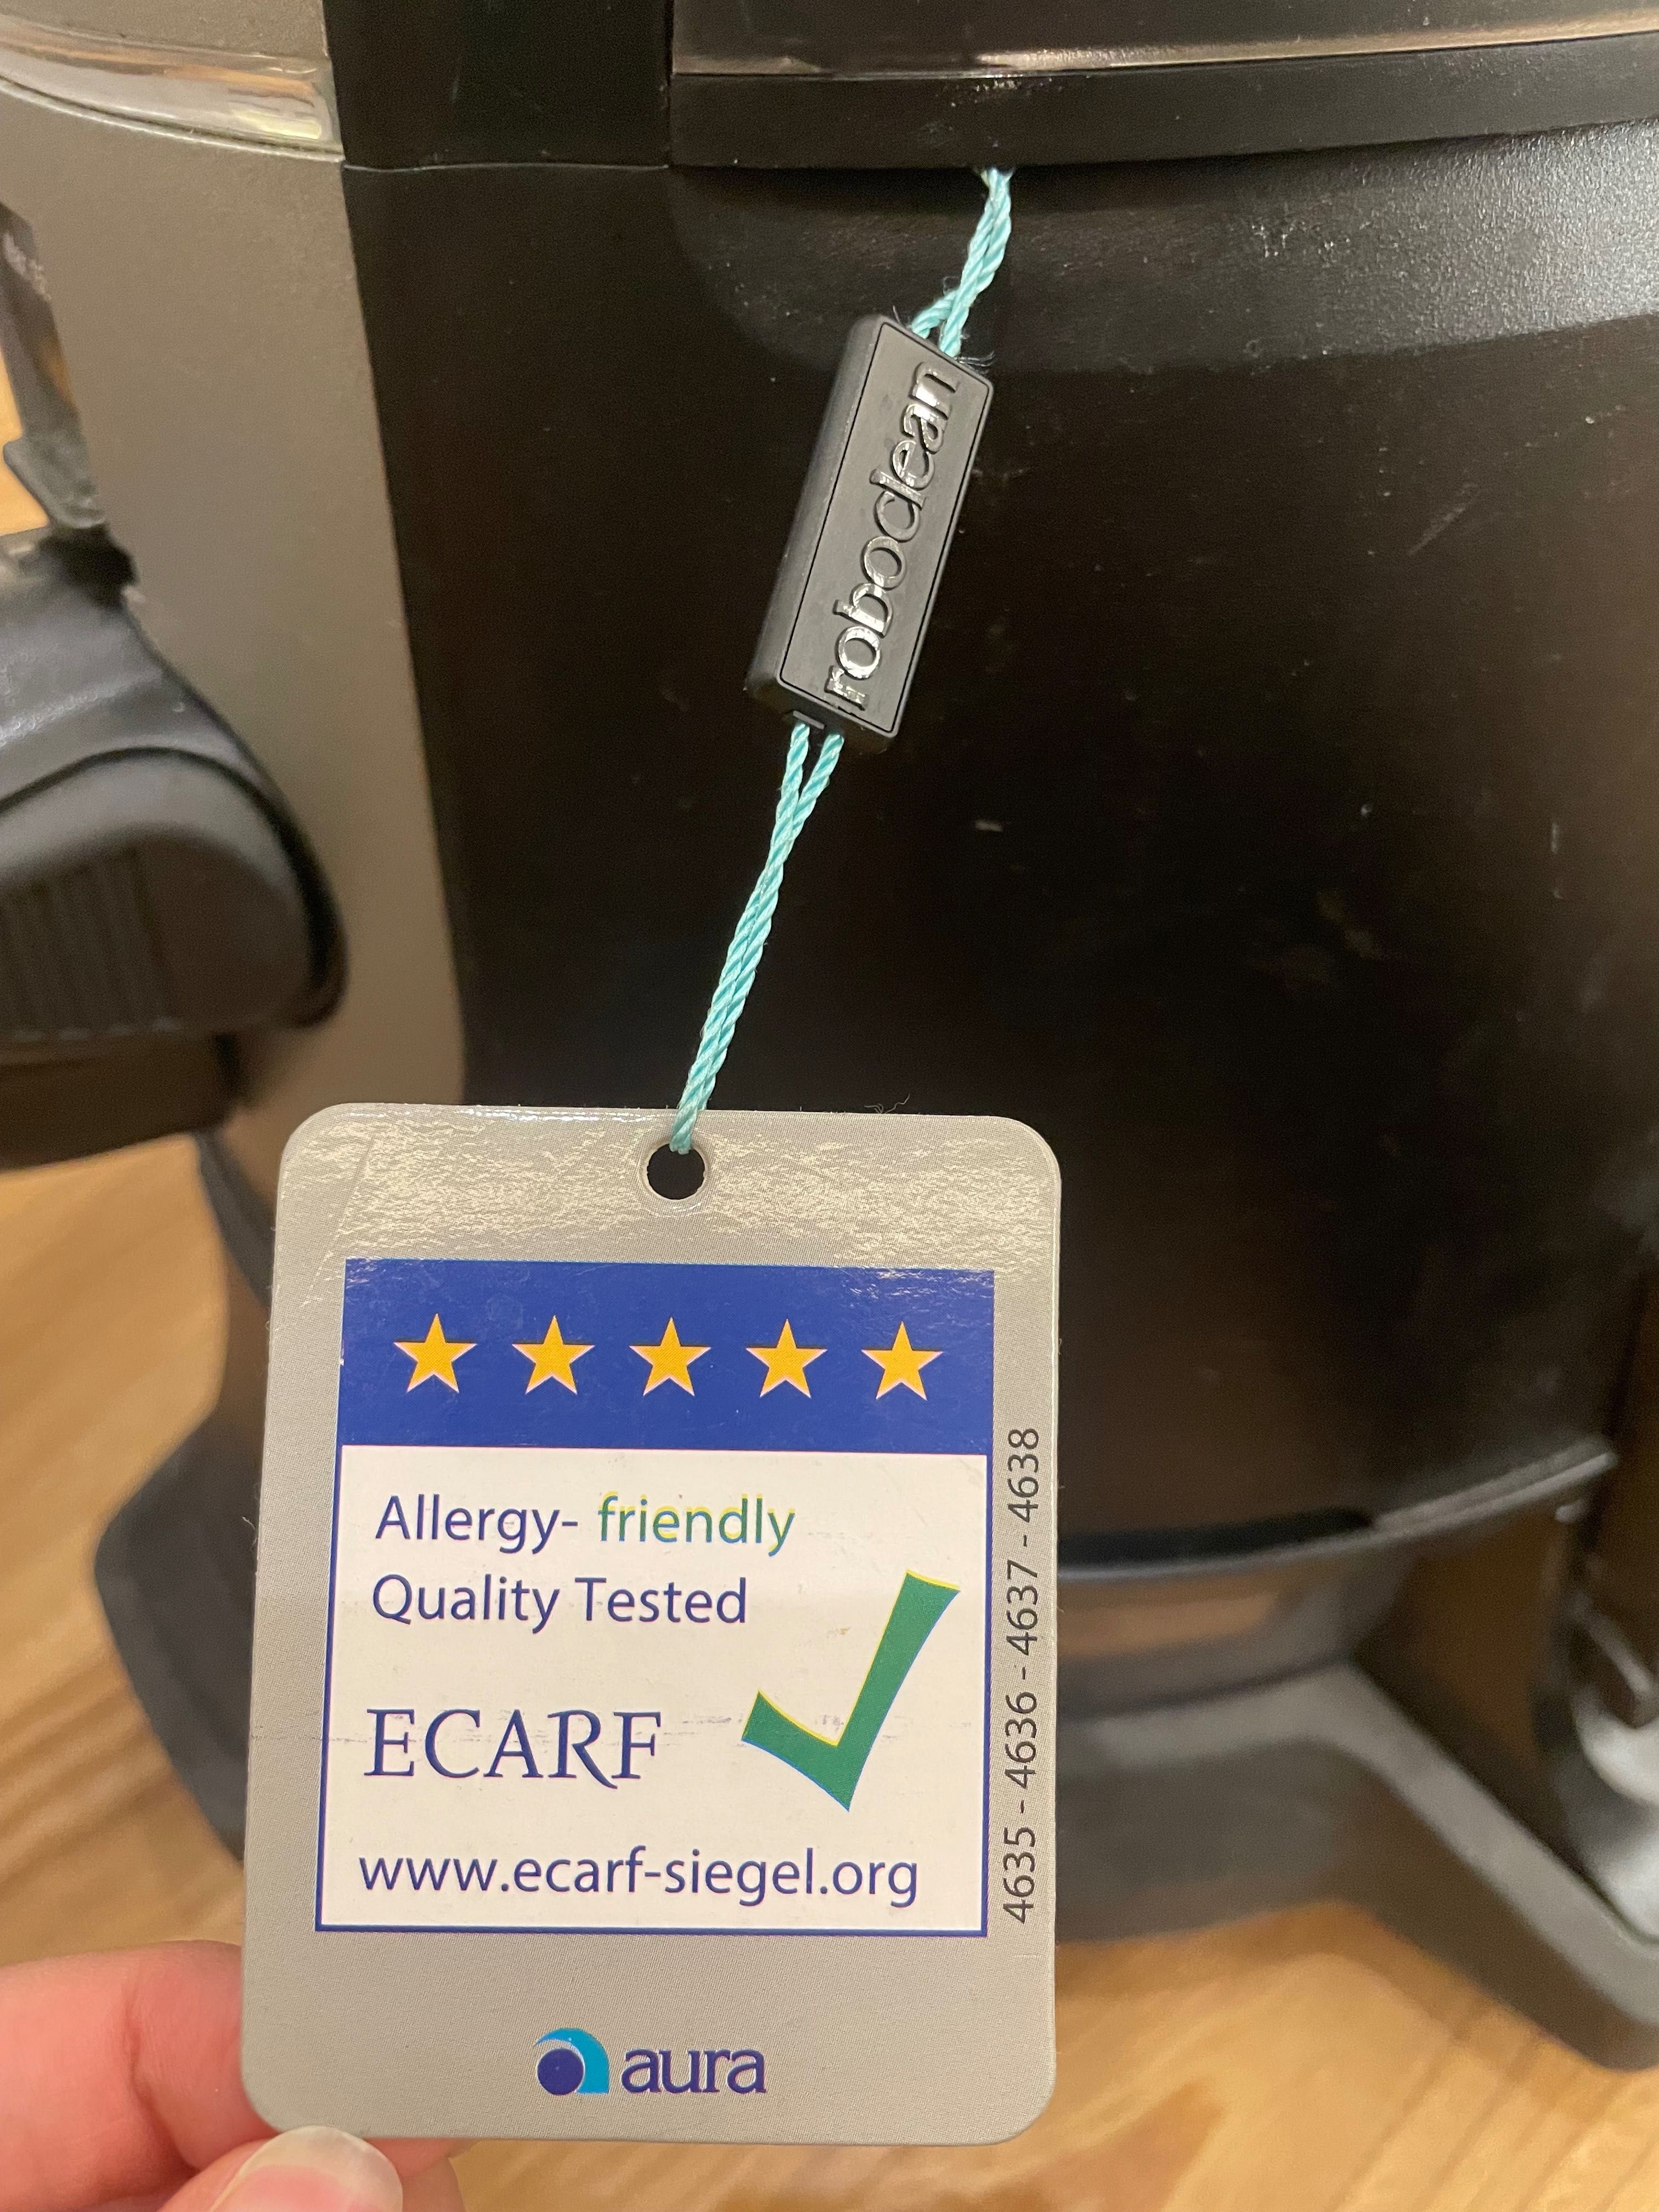 roboclean
Allergy- friendly
Quality Tested
ECARF
www.ecarf-siegel.org
4635 - 4636 - 4637 - 4638
aura